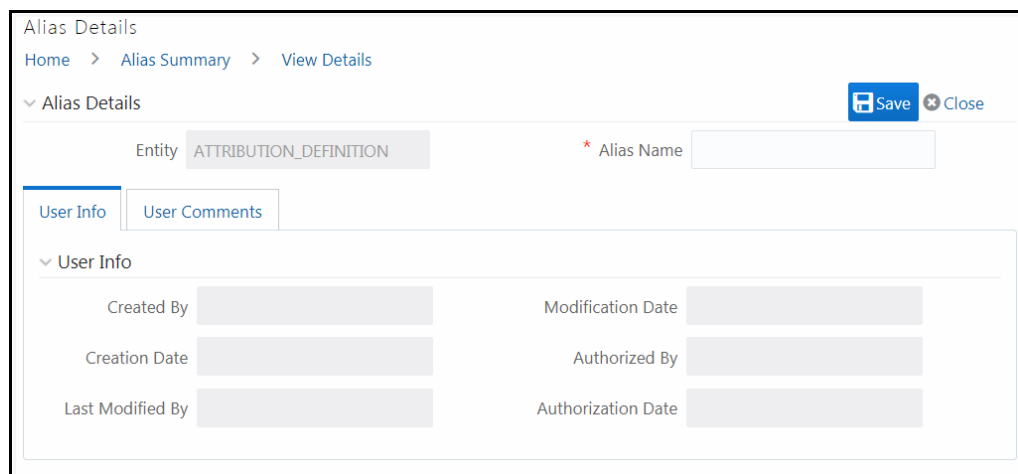 Alias Details
Home > Alias Summary > View Details
Alias Details Save Close
Entity ATTRIBUTION_DEFINITION * Alias Name
User Info User Comments
User Info
Created By Modification Date
Creation Date Authorized By
Last Modified By Authorization Date